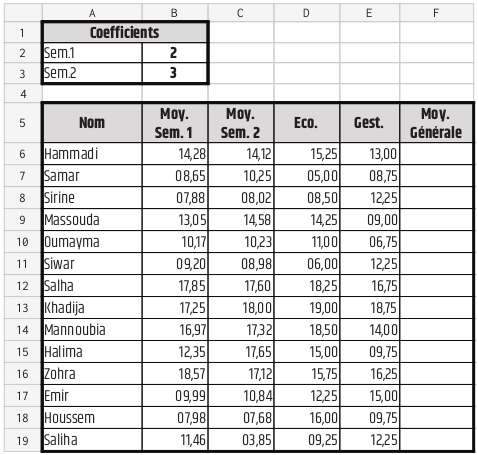 A B C D E F
1 Coefficients
2 Sem.1 2
3 Sem.2 3
4
5 Nom Moy. Sem. 1 Moy. Sem. 2 Eco. Gest. Moy. Générale
6 Hammadi 14,28 14,12 15,25 13,00
7 Samar 08,65 10,25 05,00 08,75
8 Sirine 07,88 08,02 08,50 12,25
9 Massouda 13,05 14,58 14,25 09,00
10 Oumayma 10,17 10,23 11,00 06,75
11 Siwar 09,20 08,98 06,00 12,25
12 Salha 17,85 17,60 18,25 16,75
13 Khadija 17,25 18,00 19,00 18,75
14 Mannoubia 16,97 17,32 18,50 14,00
15 Halima 12,35 17,65 15,00 09,75
16 Zohra 18,57 17,12 15,75 16,25
17 Emir 09,99 10,84 12,25 15,00
18 Houssem 07,98 07,68 16,00 09,75
19 Saliha 11,46 03,85 09,25 12,25